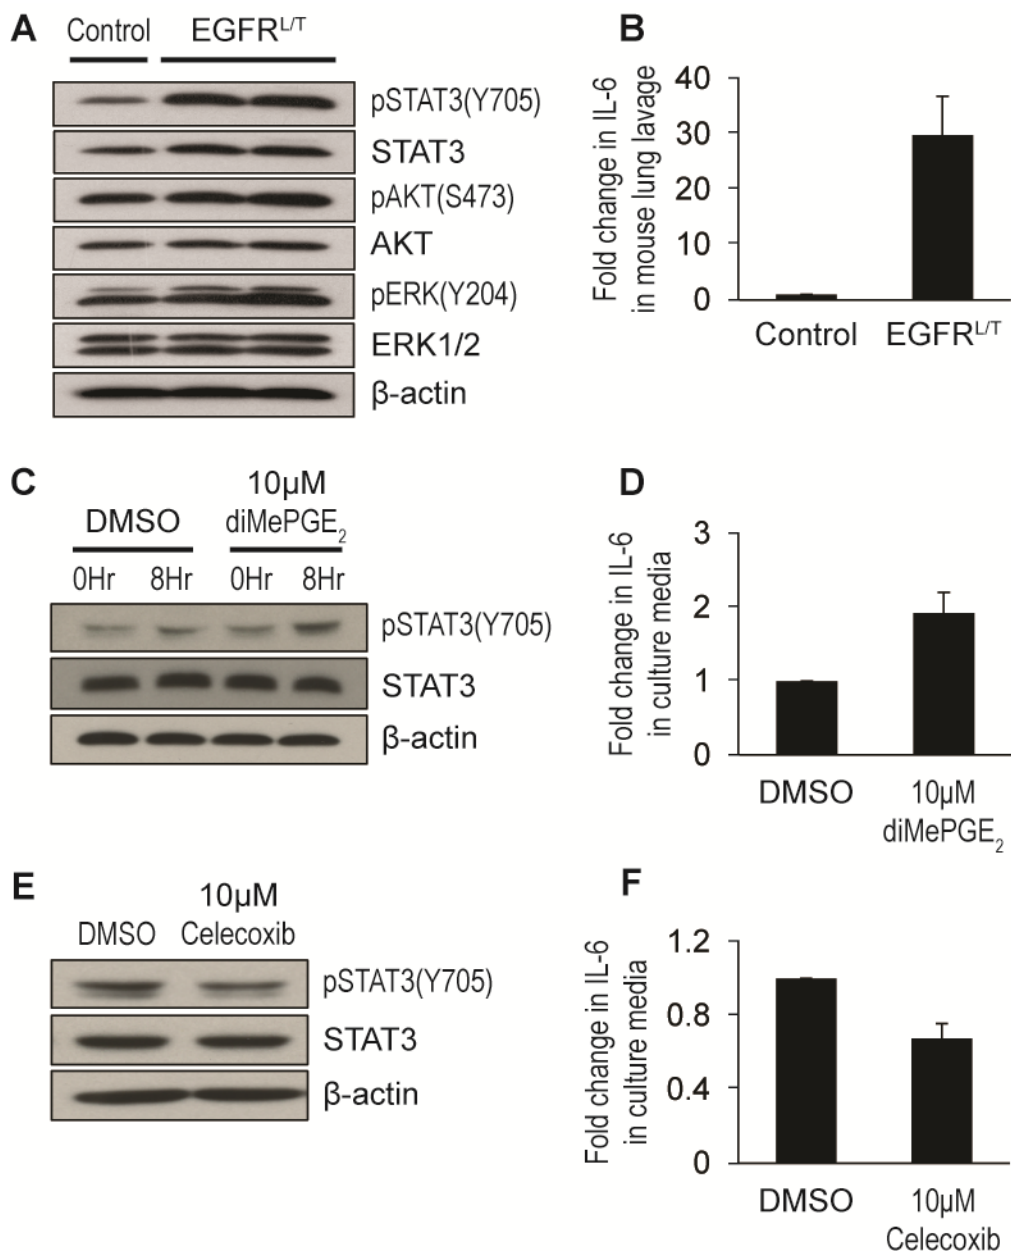 A
Control
EGFRL/T
pSTAT3(Y705)
STAT3
pAKT(S473)
AKT
pERK(Y204)
ERK1/2
β-actin
B
Fold change in IL-6
in mouse lung lavage
40
30
20
10
0
Control
EGFRL/T
C
10µM
DMSO
diMePGE2
0Hr
8Hr
0Hr
8Hr
pSTAT3(Y705)
STAT3
β-actin
D
Fold change in IL-6
in culture media
3
2
1
0
DMSO
10µM
diMePGE2
E
10µM
DMSO
Celecoxib
pSTAT3(Y705)
STAT3
β-actin
F
Fold change in IL-6
in culture media
1.2
0.8
0.4
0
DMSO
10µM
Celecoxib